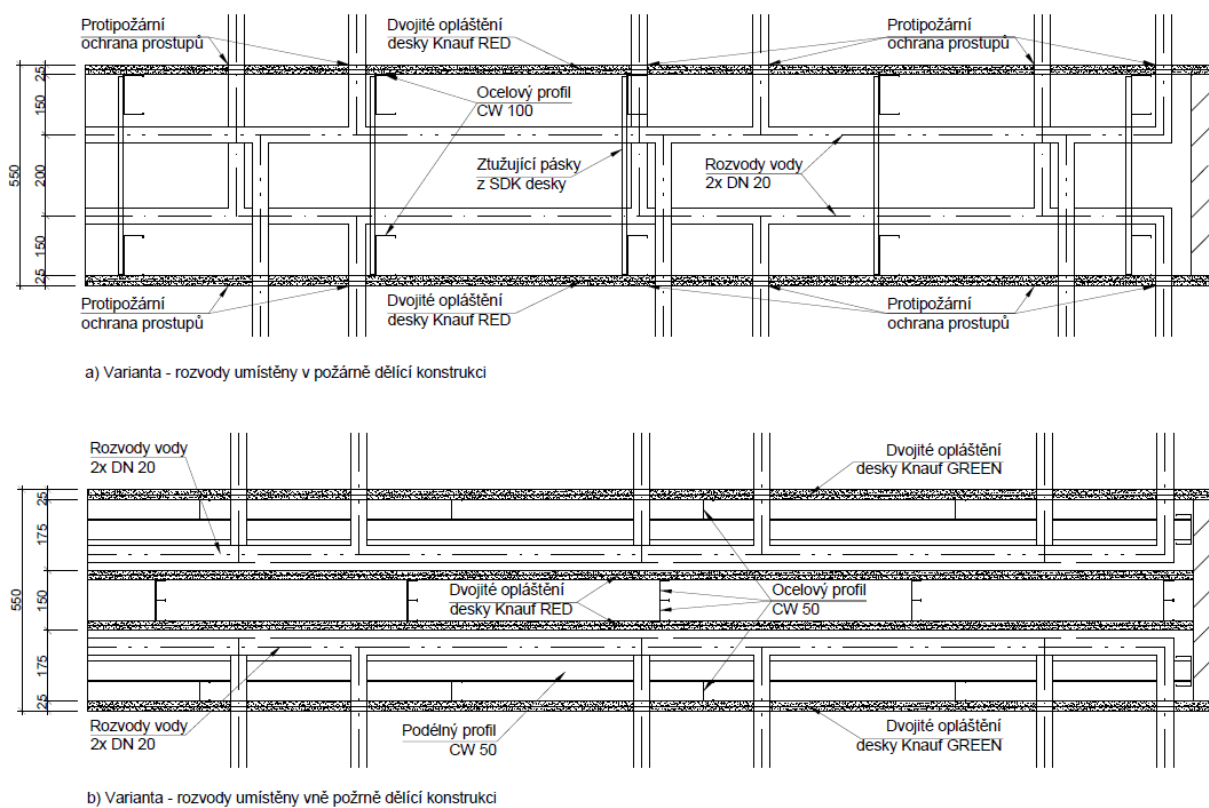 Protipožární
ochrana prostupů
Dvojité opláštění
desky Knauf RED
Protipožární
ochrana prostupů
25
150
200
550
150
25
Ocelový profil
CW 100
Ztužující pásky
z SDK desky
Rozvody vody
2x DN 20
Protipožární
ochrana prostupů
Dvojité opláštění
desky Knauf RED
Protipožární
ochrana prostupů
a) Varianta - rozvody umístěny v požárně dělící konstrukci
Rozvody vody
2x DN 20
Dvojité opláštění
desky Knauf GREEN
25
175
550
150
175
25
Dvojité opláštění
desky Knauf RED
Ocelový profil
CW 50
Rozvody vody
2x DN 20
Podélný profil
CW 50
Dvojité opláštění
desky Knauf GREEN
b) Varianta - rozvody umístěny vně požrně dělící konstrukci